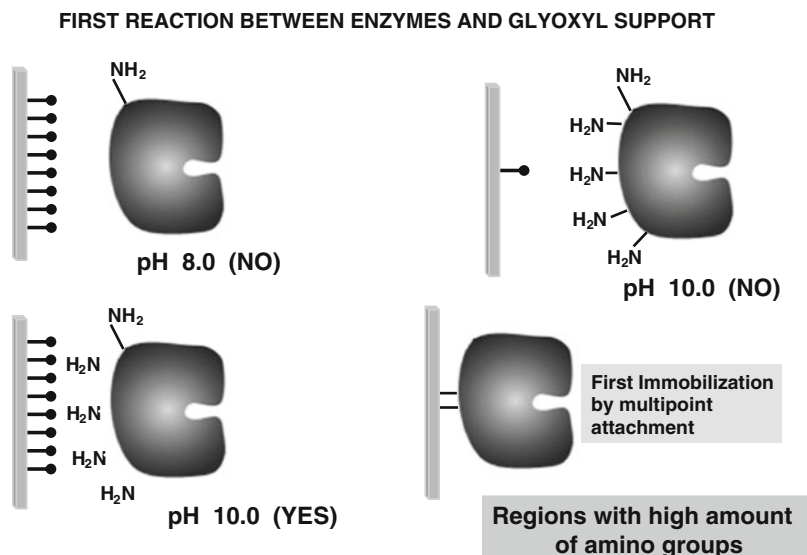 FIRST REACTION BETWEEN ENZYMES AND GLYOXYL SUPPORT
NH2
pH 8.0 (NO)
NH2
H2N
H2N
H2N
H2N
pH 10.0 (NO)
NH2
H2N
H2N
H2N
H2N
pH 10.0 (YES)
First Immobilization
by multipoint
attachment
Regions with high amount
of amino groups